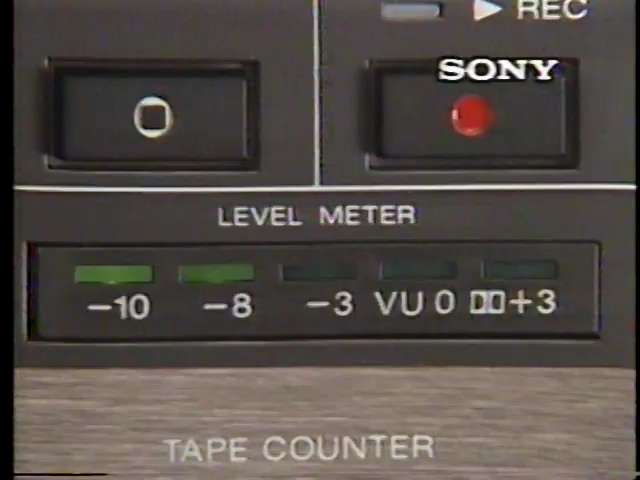 ▶ REC
SONY
LEVEL METER
−10 −8 −3 VU 0 +3
TAPE COUNTER